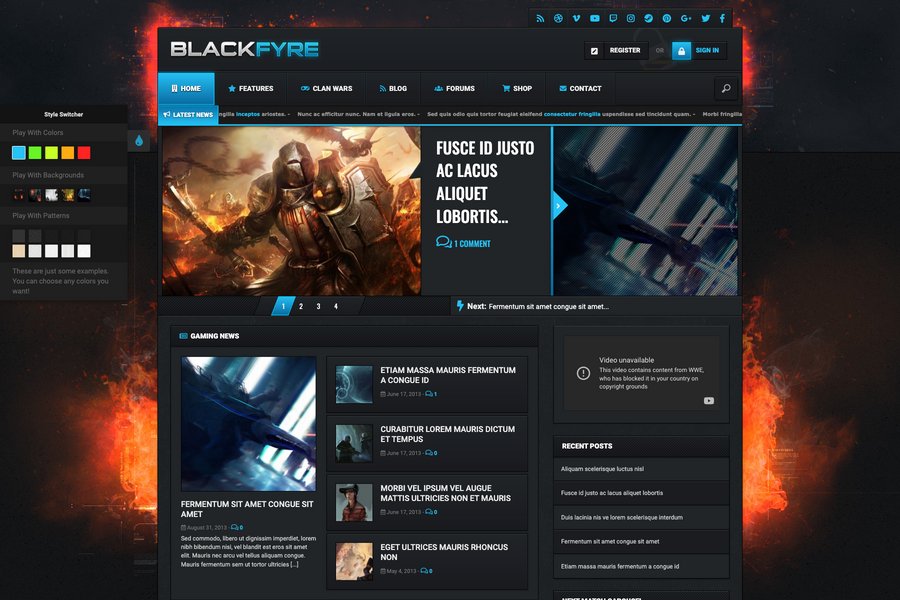 BLACKFYRE
REGISTER OR SIGN IN
HOME FEATURES CLAN WARS BLOG FORUMS SHOP CONTACT
LATEST NEWS ngilla inceptos ariostes. - Nunc ac efficitur nunc. Nam et ligula eros. - Sed quis odio quis tortor feugiat eleifend consectetur fringilla uspendisse sed tincidunt quam. - Morbi fringilla
Style Switcher
Play With Colors
Play With Backgrounds
Play With Patterns
These are just some examples.
You can choose any colors you
want!
FUSCE ID JUSTO
AC LACUS
ALIQUET
LOBORTIS...
1 COMMENT
1 2 3 4
Next: Fermentum sit amet congue sit amet...
GAMING NEWS
FERMENTUM SIT AMET CONGUE SIT
AMET
August 31, 2013 - 0
Sed commodo, libero ut dignissim imperdiet, lorem
nibh bibendum nisi, vel blandit est eros sit amet
elit. Mauris nec arcu vel tellus aliquam congue.
Mauris fermentum sem ut tortor ultricies [...]
ETIAM MASSA MAURIS FERMENTUM
A CONGUE ID
June 17, 2013 - 1
CURABITUR LOREM MAURIS DICTUM
ET TEMPUS
June 17, 2013 - 0
MORBI VEL IPSUM VEL AUGUE
MATTIS ULTRICIES NON ET MAURIS
June 17, 2013 - 0
EGET ULTRICES MAURIS RHONCUS
NON
May 4, 2013 - 0
Video unavailable
This video contains content from WWE,
who has blocked it in your country on
copyright grounds
RECENT POSTS
Aliquam scelerisque luctus nisl
Fusce id justo ac lacus aliquet lobortis
Duis lacinia nis ve lorem scelerisque interdum
Fermentum sit amet congue sit amet
Etiam massa mauris fermentum a congue id
NEXT MATCH CAROUSEL